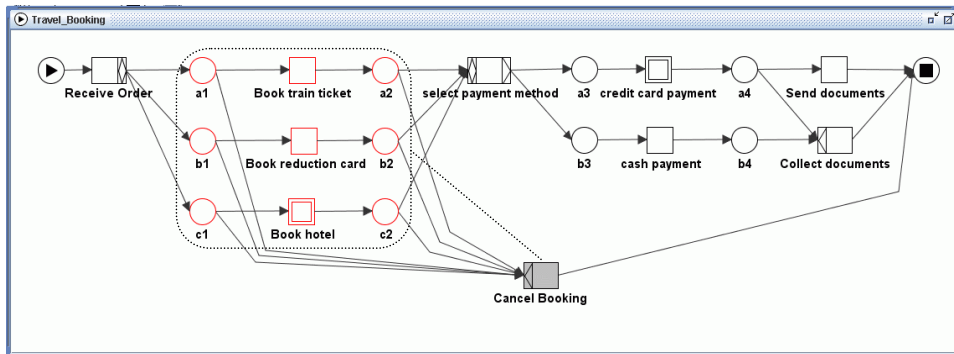 Travel_Booking
Receive Order
a1
Book train ticket
a2
select payment method
a3
credit card payment
a4
Send documents
b1
Book reduction card
b2
b3
cash payment
b4
Collect documents
c1
Book hotel
c2
Cancel Booking